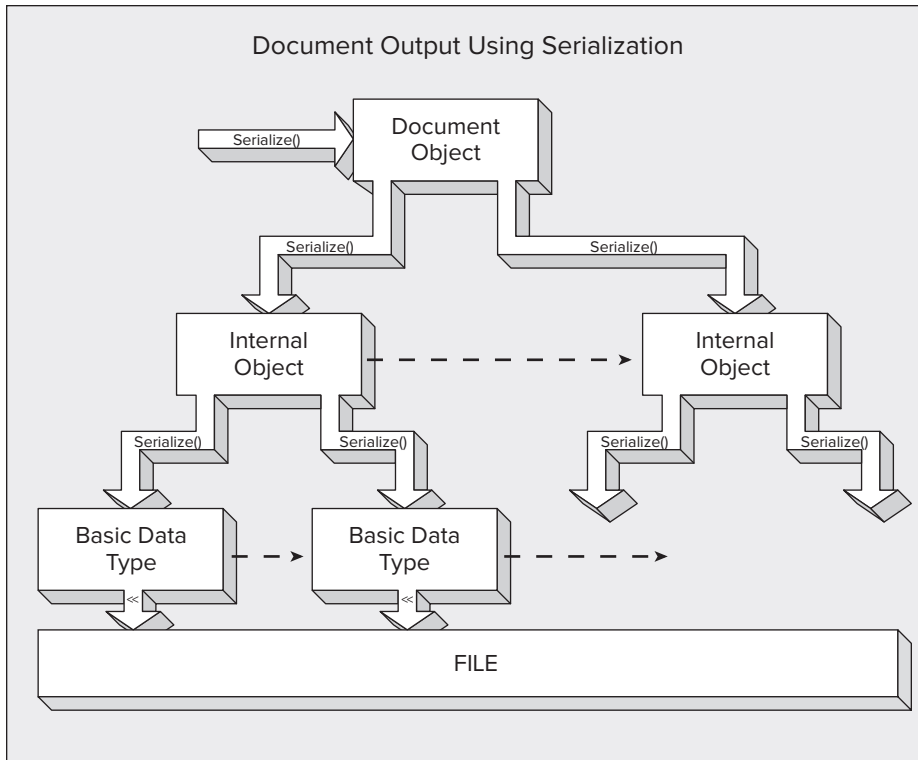 Document Output Using Serialization
Document
Object
Serialize()
Serialize()
Serialize()
Internal
Object
Internal
Object
Serialize()
Serialize()
Serialize()
Serialize()
Basic Data
Type
Basic Data
Type
<<
<<
FILE